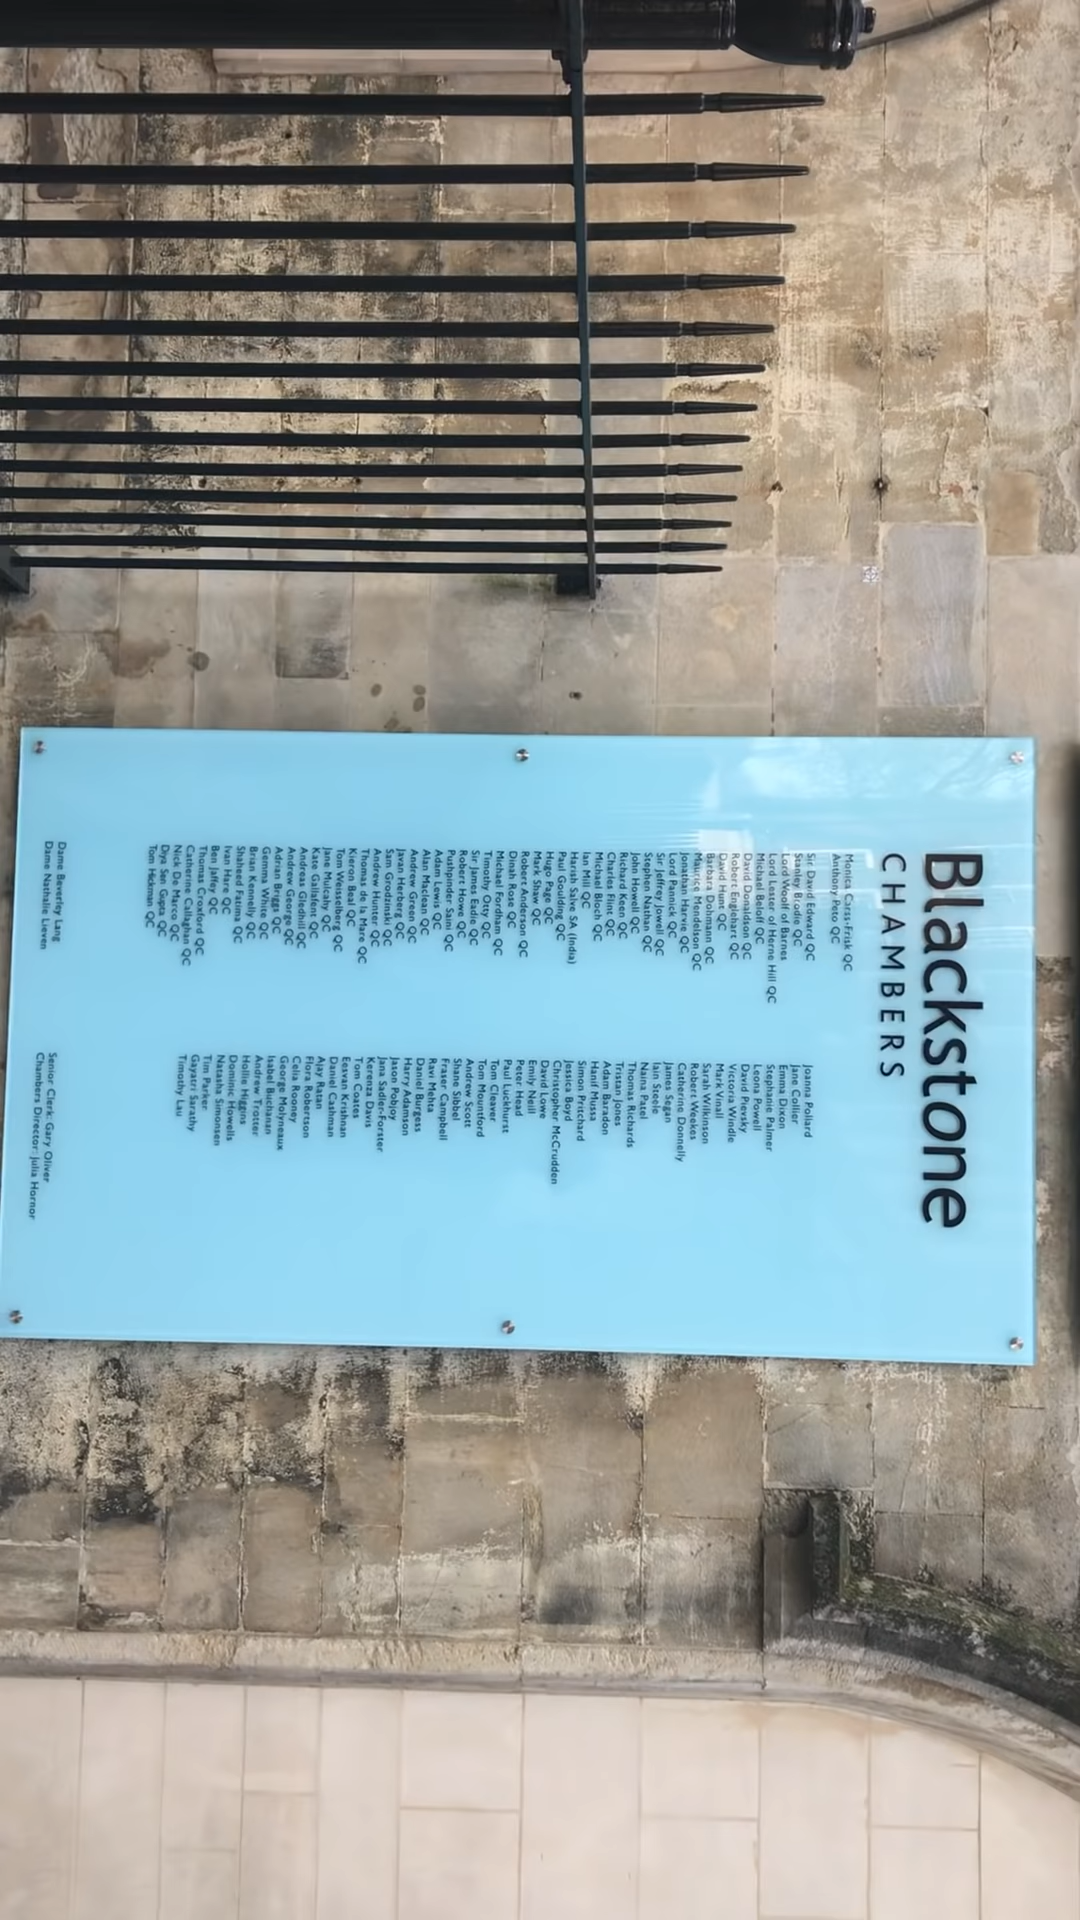 Blackstone
CHAMBERS
Monica Carss-Frisk QC
Anthony Peto QC
Sir David Edward QC
Stanley Brodie QC
Lord Woolf of Barnes
Lord Lester of Herne Hill QC
Michael Beloff QC
David Donaldson QC
Robert Englehart QC
David Hunt QC
Barbara Dohmann QC
Maurice Mendelson QC
Jonathan Harvie QC
Lord Pannick QC
Sir Jeffrey Jowell QC
Stephen Nathan QC
John Howell QC
Richard Keen QC
Charles Flint QC
Michael Bloch QC
Ian Mill QC
Harish Salve SA (India)
Paul Goulding QC
Hugo Page QC
Mark Shaw QC
Robert Anderson QC
Dinah Rose QC
Michael Fordham QC
Timothy Otty QC
Sir James Eadie QC
Robert Howe QC
Pushpinder Saini QC
Adam Lewis QC
Alan Maclean QC
Andrew Green QC
Javan Herberg QC
Sam Grodzinski QC
Andrew Hunter QC
Thomas de la Mare QC
Kieron Beal QC
Tom Weisselberg QC
Jane Mulcahy QC
Kate Gallafent QC
Andreas Gledhill QC
Andrew George QC
Adrian Briggs QC
Gemma White QC
Brian Kennelly QC
Shaheed Fatima QC
Ivan Hare QC
Ben Jaffey QC
Thomas Croxford QC
Catherine Callaghan QC
Nick De Marco QC
Diya Sen Gupta QC
Tom Hickman QC
Joanna Pollard
Jane Collier
Emma Dixon
Stephanie Palmer
Leona Powell
David Pievsky
Victoria Windle
Mark Vinall
Sarah Wilkinson
Robert Weekes
Catherine Donnelly
James Segan
Iain Steele
Naina Patel
Thomas Richards
Tristan Jones
Adam Baradon
Hanif Mussa
Simon Pritchard
Jessica Boyd
Christopher McCrudden
David Lowe
Emily Neill
Peter Head
Paul Luckhurst
Tom Cleaver
Tom Mountford
Andrew Scott
Shane Sibbel
Fraser Campbell
Ravi Mehta
Daniel Burgess
Harry Adamson
Jason Pobjoy
Jana Sadler-Forster
Kerenza Davis
Tom Coates
Eesvan Krishnan
Daniel Cashman
Ajay Ratan
Flora Robertson
Celia Rooney
George Molyneaux
Isabel Buchanan
Andrew Trotter
Hollie Higgins
Dominic Howells
Natasha Simonsen
Tim Parker
Gayatri Sarathy
Timothy Lau
Dame Beverley Lang
Dame Nathalie Lieven
Senior Clerk: Gary Oliver
Chambers Director: Julia Hornor